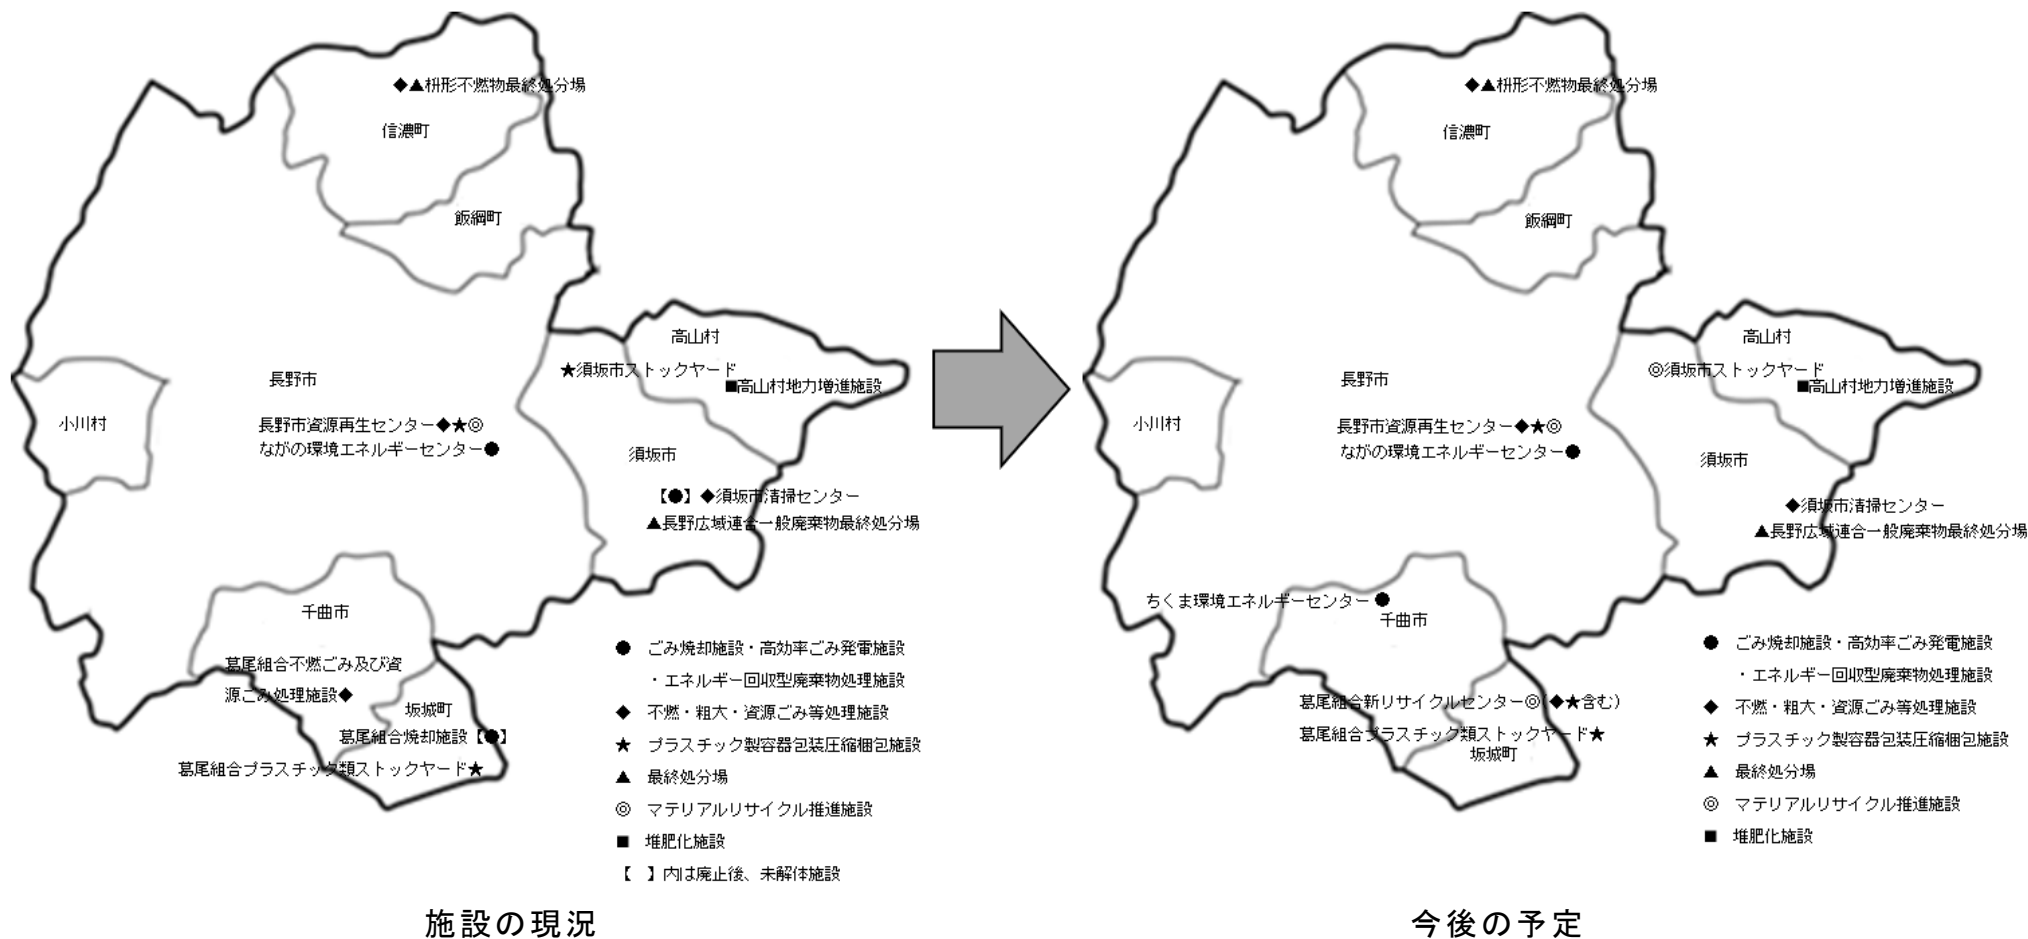 ◆▲枡形不燃物最終処分場
信濃町
飯綱町
高山村
★須坂市ストックヤード
■高山村地力増進施設
長野市
小川村
長野市資源再生センター◆★◎
ながの環境エネルギーセンター●
須坂市
【●】◆須坂市清掃センター
▲長野広域連合一般廃棄物最終処分場
千曲市
葛尾組合不燃ごみ及び資
源ごみ処理施設◆
坂城町
葛尾組合焼却施設【●】
葛尾組合プラスチック類ストックヤード★
● ごみ焼却施設・高効率ごみ発電施設
・エネルギー回収型廃棄物処理施設
◆ 不燃・粗大・資源ごみ等処理施設
★ プラスチック製容器包装圧縮梱包施設
▲ 最終処分場
◎ マテリアルリサイクル推進施設
■ 堆肥化施設
【 】内は廃止後、未解体施設
施設の現況
◆▲枡形不燃物最終処分場
信濃町
飯綱町
高山村
◎須坂市ストックヤード
■高山村地力増進施設
長野市
小川村
長野市資源再生センター◆★◎
ながの環境エネルギーセンター●
須坂市
◆須坂市清掃センター
▲長野広域連合一般廃棄物最終処分場
ちくま環境エネルギーセンター●
千曲市
葛尾組合新リサイクルセンター◎(◆★含む)
葛尾組合プラスチック類ストックヤード★
坂城町
● ごみ焼却施設・高効率ごみ発電施設
・エネルギー回収型廃棄物処理施設
◆ 不燃・粗大・資源ごみ等処理施設
★ プラスチック製容器包装圧縮梱包施設
▲ 最終処分場
◎ マテリアルリサイクル推進施設
■ 堆肥化施設
今後の予定